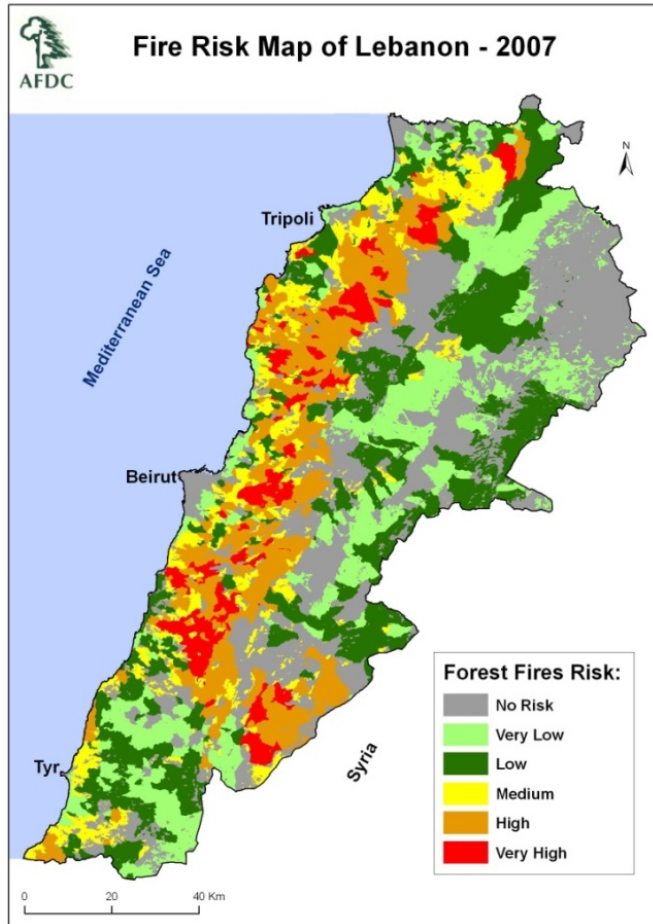 AFDC
Fire Risk Map of Lebanon - 2007
N
Tripoli
Mediterranean Sea
Beirut
Tyr
Syria
Forest Fires Risk:
No Risk
Very Low
Low
Medium
High
Very High
0 20 40 Km